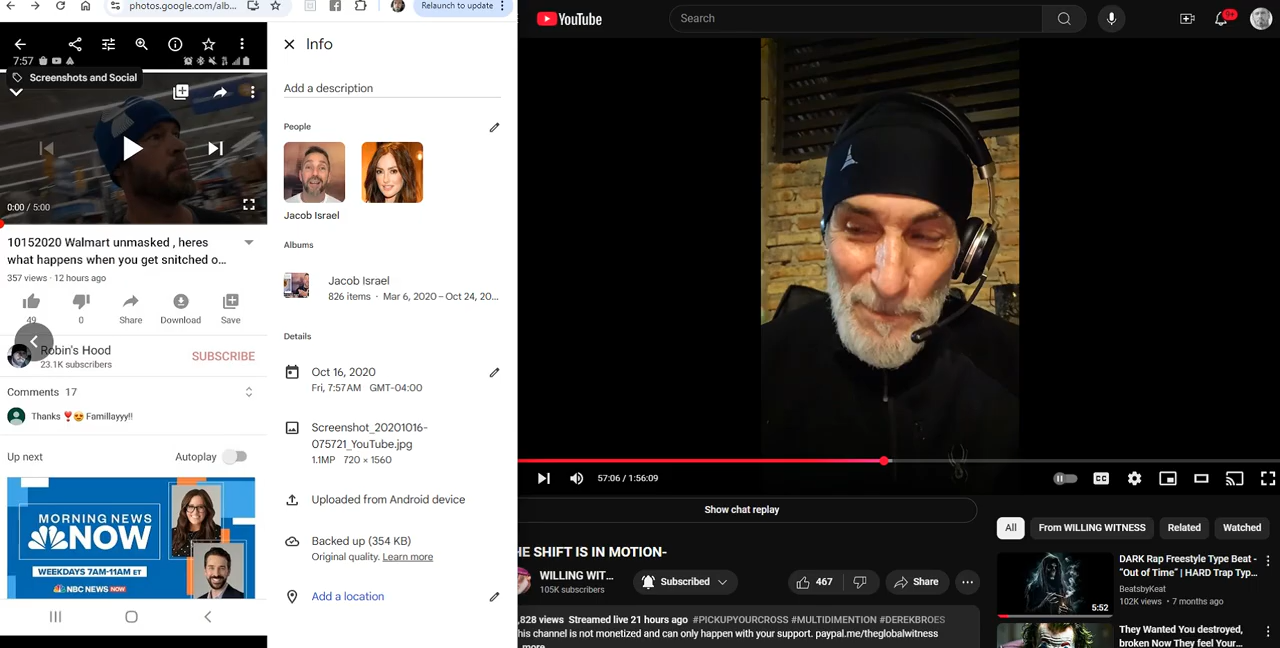 photos.google.com/alb...
Relaunch to update
7:57
Screenshots and Social
0:00 / 5:00
10152020 Walmart unmasked , heres
what happens when you get snitched o...
357 views · 12 hours ago
49
0
Share
Download
Save
Robin's Hood
23.1K subscribers
SUBSCRIBE
Comments 17
Thanks ❣️😍 Famillayyy!!
Up next
Autoplay
MORNING NEWS
NOW
WEEKDAYS 7AM-11AM ET
NBC NEWS NOW
Info
Add a description
People
Jacob Israel
Albums
Jacob Israel
826 items · Mar 6, 2020 – Oct 24, 20...
Details
Oct 16, 2020
Fri, 7:57 AM GMT-04:00
Screenshot_20201016-
075721_YouTube.jpg
1.1MP 720 × 1560
Uploaded from Android device
Backed up (354 KB)
Original quality. Learn more
Add a location
YouTube
Search
9+
57:06 / 1:56:09
CC
Show chat replay
HE SHIFT IS IN MOTION-
WILLING WIT...
105K subscribers
Subscribed
467
Share
,828 views Streamed live 21 hours ago #PICKUPYOURCROSS #MULTIDIMENTION #DEREKBROES
his channel is not monetized and can only happen with your support. paypal.me/theglobalwitness
more
All
From WILLING WITNESS
Related
Watched
DARK Rap Freestyle Type Beat -
“Out of Time” | HARD Trap Typ...
BeatsbyKeat
102K views · 7 months ago
5:52
They Wanted You destroyed,
broken Now They feel Your...